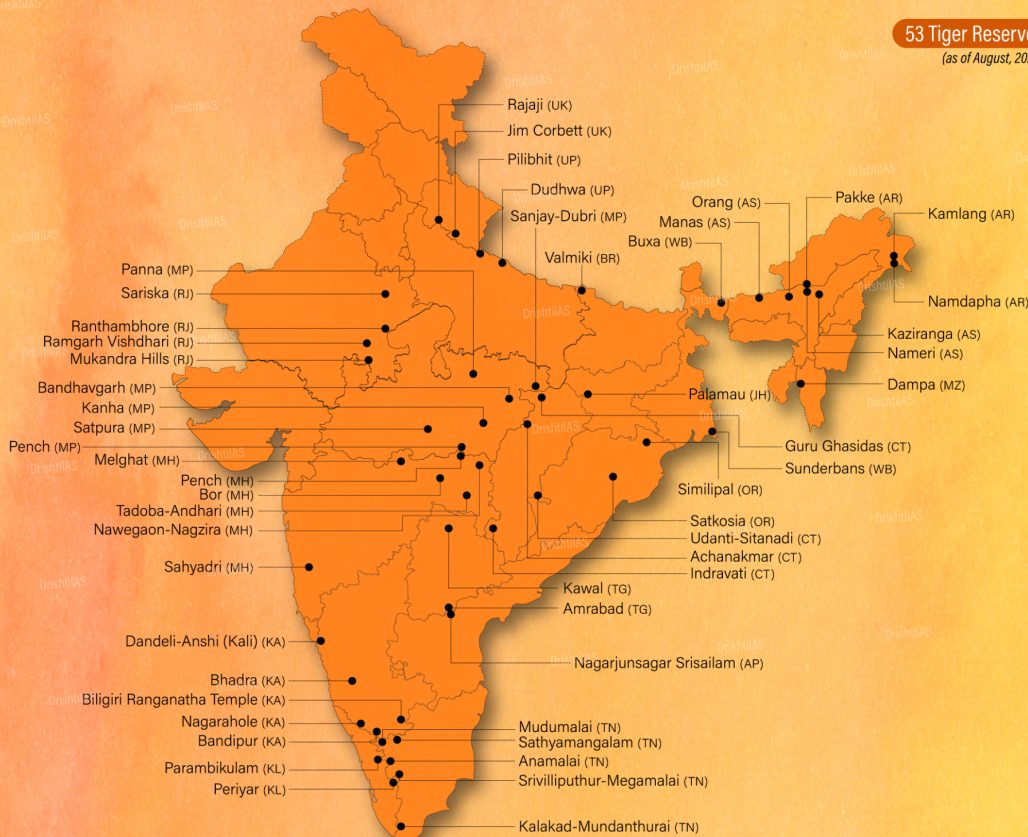 53 Tiger Reserv
(as of August, 20
Rajaji (UK)
Jim Corbett (UK)
Pilibhit (UP)
Dudhwa (UP)
Sanjay-Dubri (MP)
Valmiki (BR)
Orang (AS)
Manas (AS)
Buxa (WB)
Pakke (AR)
Kamlang (AR)
Namdapha (AR)
Kaziranga (AS)
Nameri (AS)
Dampa (MZ)
Panna (MP)
Sariska (RJ)
Ranthambhore (RJ)
Ramgarh Vishdhari (RJ)
Mukandra Hills (RJ)
Bandhavgarh (MP)
Kanha (MP)
Satpura (MP)
Pench (MP)
Melghat (MH)
Pench (MH)
Bor (MH)
Tadoba-Andhari (MH)
Nawegaon-Nagzira (MH)
Sahyadri (MH)
Dandeli-Anshi (Kali) (KA)
Bhadra (KA)
Biligiri Ranganatha Temple (KA)
Nagarahole (KA)
Bandipur (KA)
Parambikulam (KL)
Periyar (KL)
Palamau (JH)
Guru Ghasidas (CT)
Sunderbans (WB)
Similipal (OR)
Satkosia (OR)
Udanti-Sitanadi (CT)
Achanakmar (CT)
Indravati (CT)
Kawal (TG)
Amrabad (TG)
Nagarjunsagar Srisailam (AP)
Mudumalai (TN)
Sathyamangalam (TN)
Anamalai (TN)
Srivilliputhur-Megamalai (TN)
Kalakad-Mundanthurai (TN)
DrishtiIAS